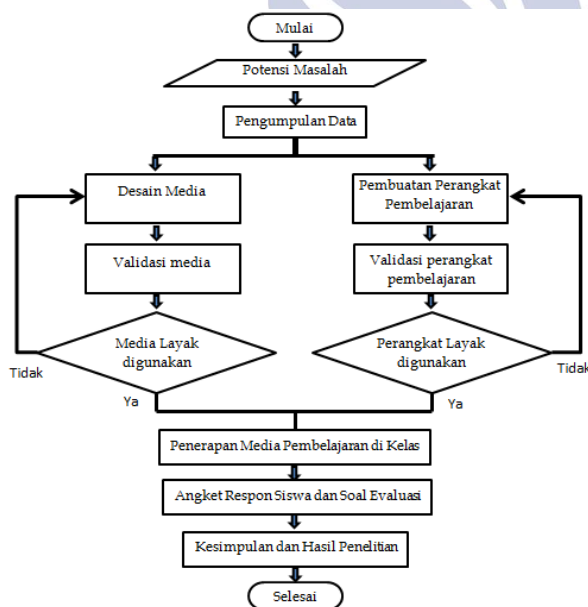 Mulai
Potensi Masalah
Pengumpulan Data
Desain Media
Pembuatan Perangkat
Pembelajaran
Validasi media
Validasi perangkat
pembelajaran
Media Layak
digunakan
Perangkat Layak
digunakan
Tidak
Tidak
Ya
Ya
Penerapan Media Pembelajaran di Kelas
Angket Respon Siswa dan Soal Evaluasi
Kesimpulan dan Hasil Penelitian
Selesai